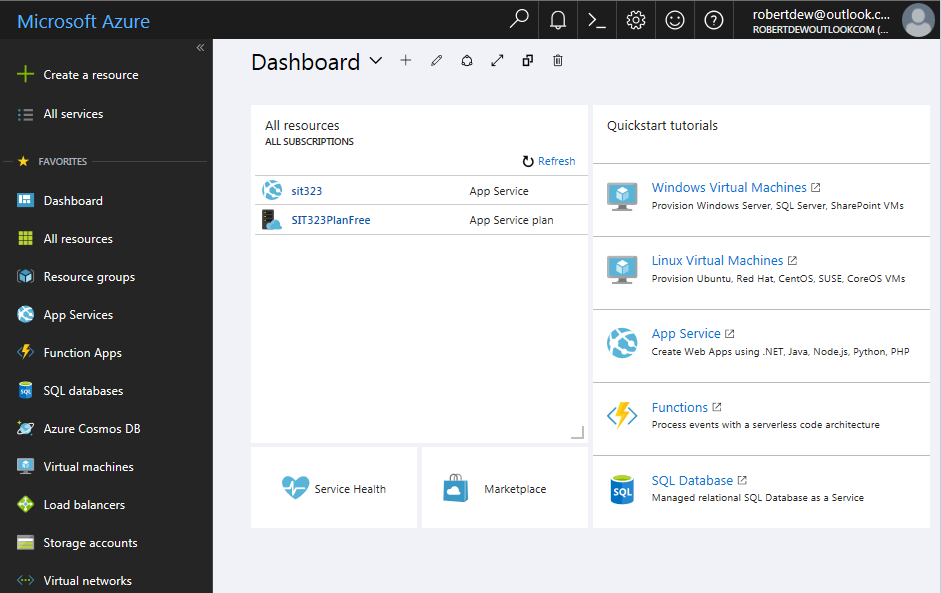 Microsoft Azure
robertdew@outlook.c...
ROBERTDEWOUTLOOKCOM (...
Create a resource
All services
FAVORITES
Dashboard
All resources
Resource groups
App Services
Function Apps
SQL databases
Azure Cosmos DB
Virtual machines
Load balancers
Storage accounts
Virtual networks
Dashboard
All resources
ALL SUBSCRIPTIONS
Refresh
sit323 App Service
SIT323PlanFree App Service plan
Service Health
Marketplace
Quickstart tutorials
Windows Virtual Machines
Provision Windows Server, SQL Server, SharePoint VMs
Linux Virtual Machines
Provision Ubuntu, Red Hat, CentOS, SUSE, CoreOS VMs
App Service
Create Web Apps using .NET, Java, Node.js, Python, PHP
Functions
Process events with a serverless code architecture
SQL
SQL Database
Managed relational SQL Database as a Service